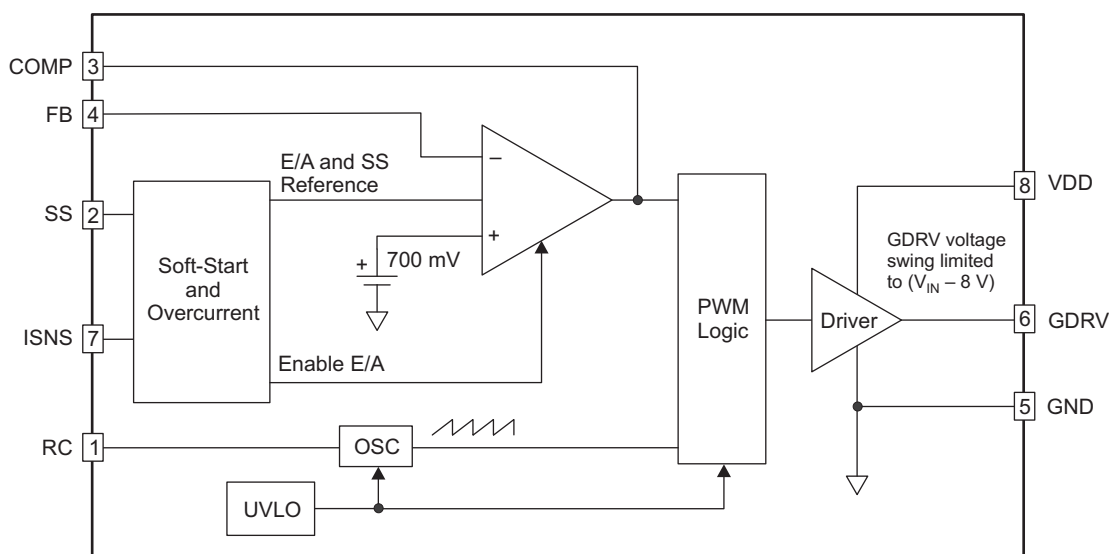 COMP 3
FB 4
E/A and SS
Reference
–
+
SS 2
+
700 mV
Soft-Start
and
Overcurrent
ISNS 7
Enable E/A
RC 1
OSC
UVLO
PWM
Logic
Driver
GDRV voltage
swing limited
to (VIN – 8 V)
8 VDD
6 GDRV
5 GND